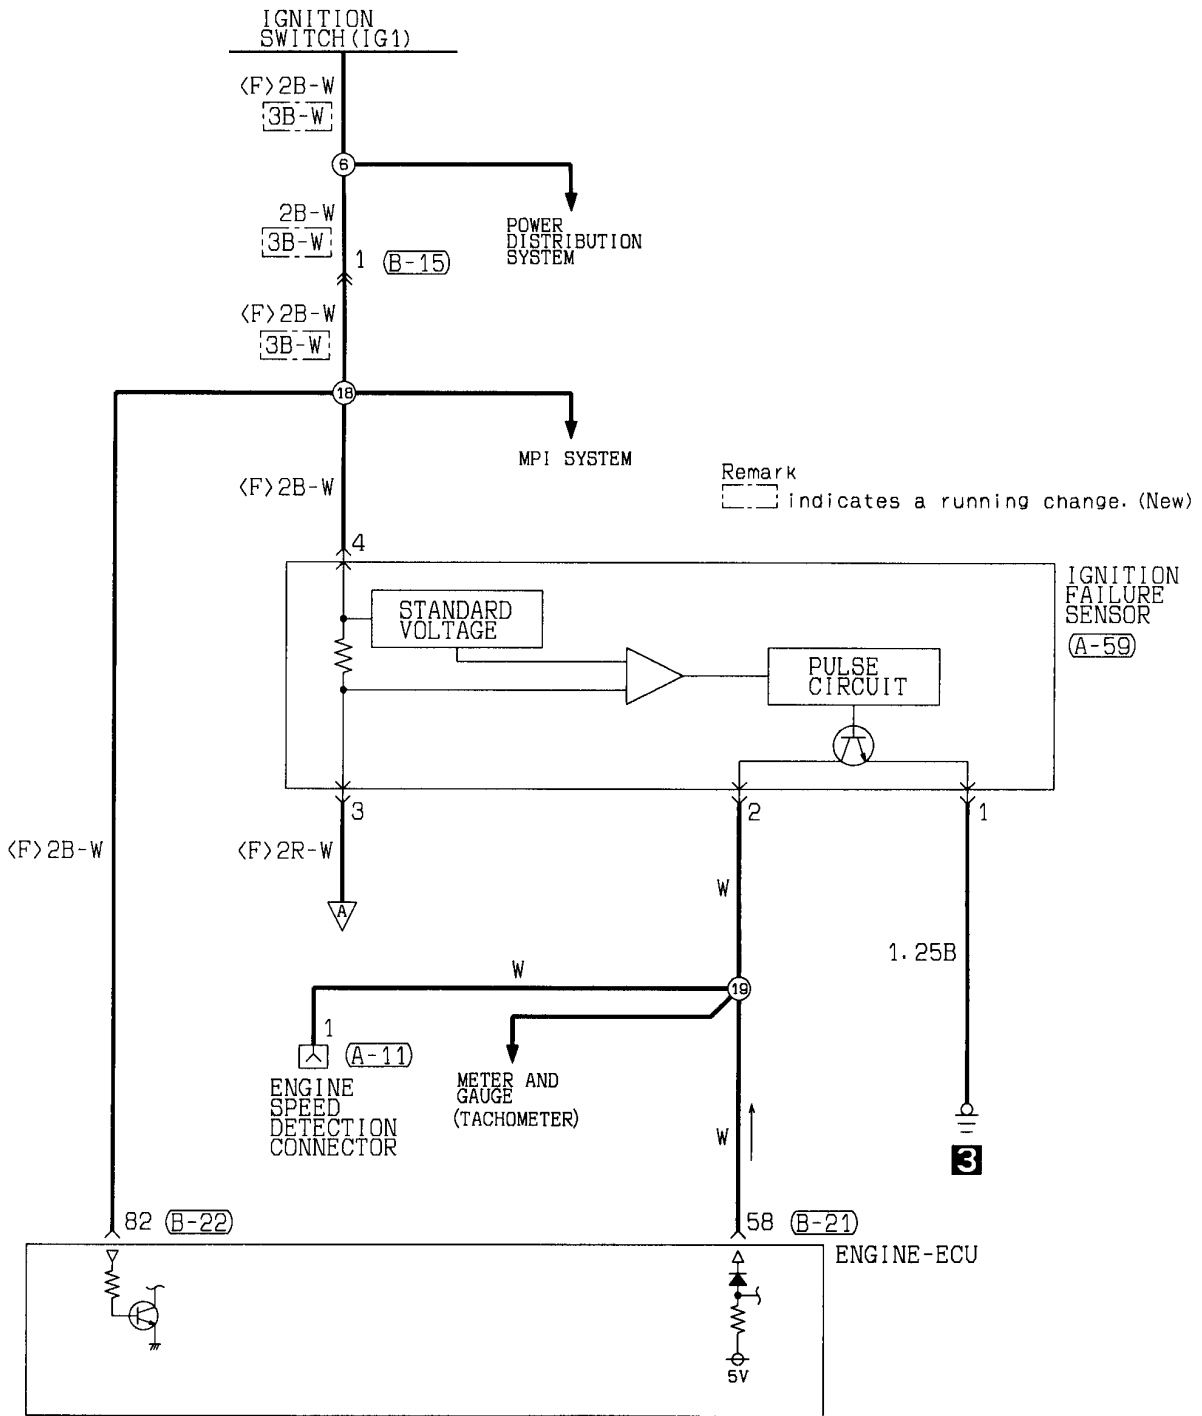 IGNITION
SWITCH(IG1)
<F>2B-W
3B-W
6
2B-W
3B-W
POWER
DISTRIBUTION
SYSTEM
1
B-15
<F>2B-W
3B-W
18
MPI SYSTEM
<F>2B-W
Remark
indicates a running change. (New)
4
IGNITION
FAILURE
SENSOR
A-59
STANDARD
VOLTAGE
PULSE
CIRCUIT
3
2
1
<F>2B-W
<F>2R-W
W
A
1.25B
W
19
1
A-11
ENGINE
SPEED
DETECTION
CONNECTOR
METER AND
GAUGE
(TACHOMETER)
W
3
82
B-22
58
B-21
ENGINE-ECU
5V